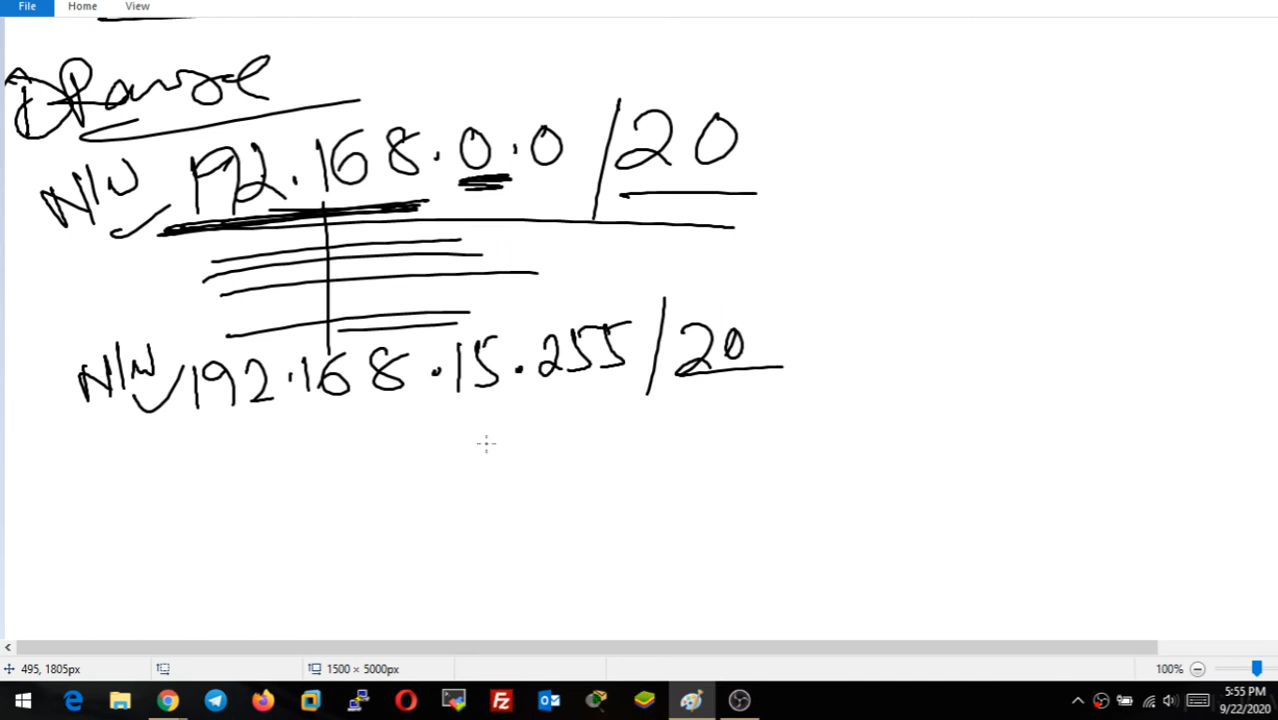 File Home View
Range
N/W 192.168.0.0/20
N/W 192.168.15.255/20
495, 1805px 1500 × 5000px 100%
5:55 PM
9/22/2020